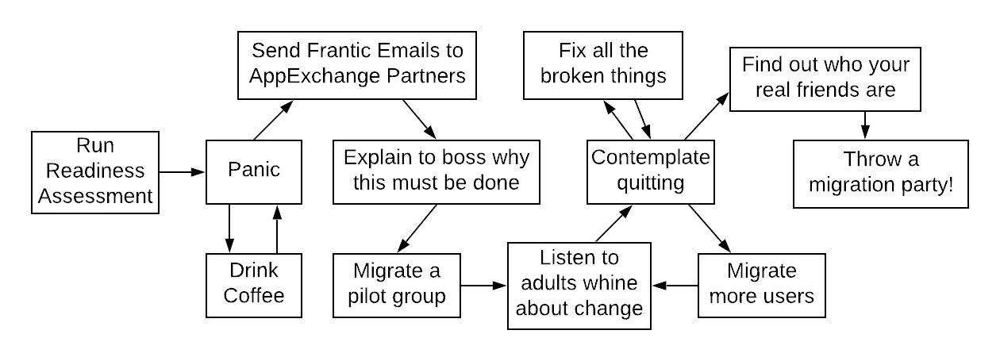 Run
Readiness
Assessment
Panic
Drink
Coffee
Send Frantic Emails to
AppExchange Partners
Explain to boss why
this must be done
Migrate a
pilot group
Listen to
adults whine
about change
Contemplate
quitting
Fix all the
broken things
Migrate
more users
Find out who your
real friends are
Throw a
migration party!